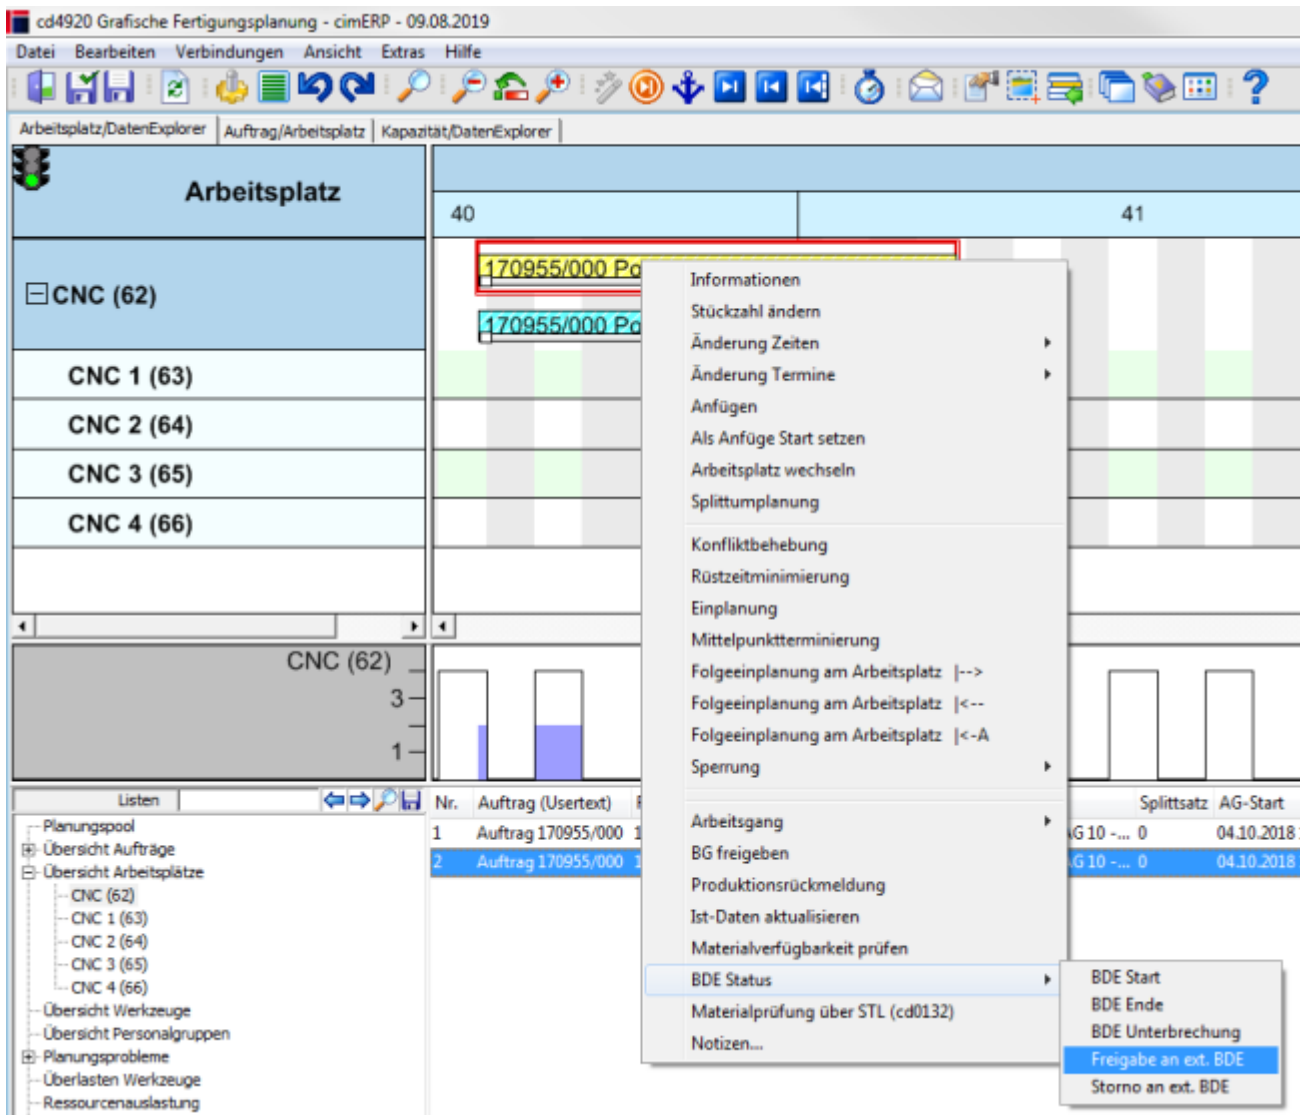 cd4920 Grafische Fertigungsplanung - cimERP - 09.08.2019
Datei Bearbeiten Verbindungen Ansicht Extras Hilfe
Arbeitsplatz/DatenExplorer Auftrag/Arbeitsplatz Kapazität/DatenExplorer
Arbeitsplatz
40 41
CNC (62)
170955/000 Po
170955/000 Po
CNC 1 (63)
CNC 2 (64)
CNC 3 (65)
CNC 4 (66)
Informationen
Stückzahl ändern
Änderung Zeiten
Änderung Termine
Anfügen
Als Anfüge Start setzen
Arbeitsplatz wechseln
Splittumplanung
Konfliktbehebung
Rüstzeitminimierung
Einplanung
Mittelpunktterminierung
Folgeeinplanung am Arbeitsplatz |-->
Folgeeinplanung am Arbeitsplatz |<--
Folgeeinplanung am Arbeitsplatz |<-A
Sperrung
Arbeitsgang
BG freigeben
Produktionsrückmeldung
Ist-Daten aktualisieren
Materialverfügbarkeit prüfen
BDE Status
Materialprüfung über STL (cd0132)
Notizen...
BDE Start
BDE Ende
BDE Unterbrechung
Freigabe an ext. BDE
Storno an ext. BDE
CNC (62)
3
1
Listen
Planungspool
Übersicht Aufträge
Übersicht Arbeitsplätze
CNC (62)
CNC 1 (63)
CNC 2 (64)
CNC 3 (65)
CNC 4 (66)
Übersicht Werkzeuge
Übersicht Personalgruppen
Planungsprobleme
Überlasten Werkzeuge
Ressourcenauslastung
Nr. Auftrag (Usertext) Splittsatz AG-Start
1 Auftrag 170955/000 1 G 10 -... 0 04.10.2018
2 Auftrag 170955/000 1 G 10 -... 0 04.10.2018